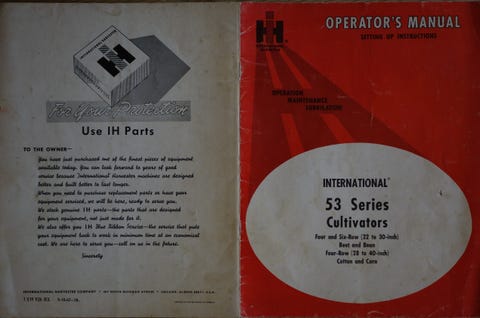 For Your Protection
Use IH Parts
TO THE OWNER—
You have just purchased one of the finest pieces of equipment
available today. You can look forward to years of good
service because International Harvester machines are designed
better and built better to last longer.
When you need to purchase replacement parts or have your
equipment serviced, we will be here, ready to serve you.
We stock genuine IH parts—the parts that are designed
for your equipment, not just made for it.
We also offer you IH Blue Ribbon Service—the service that puts
your equipment back to work in minimum time at an economical
cost. We are here to serve you—call on us in the future.
Sincerely
INTERNATIONAL HARVESTER COMPANY
CHICAGO, ILLINOIS U.S.A.
IH
INTERNATIONAL
HARVESTER
OPERATOR'S MANUAL
SETTING UP INSTRUCTIONS
OPERATION
MAINTENANCE
LUBRICATION
INTERNATIONAL®
53 Series
Cultivators
Four and Six-Row (22 to 30-inch)
Beet and Bean
Four-Row (28 to 40-inch)
Cotton and Corn